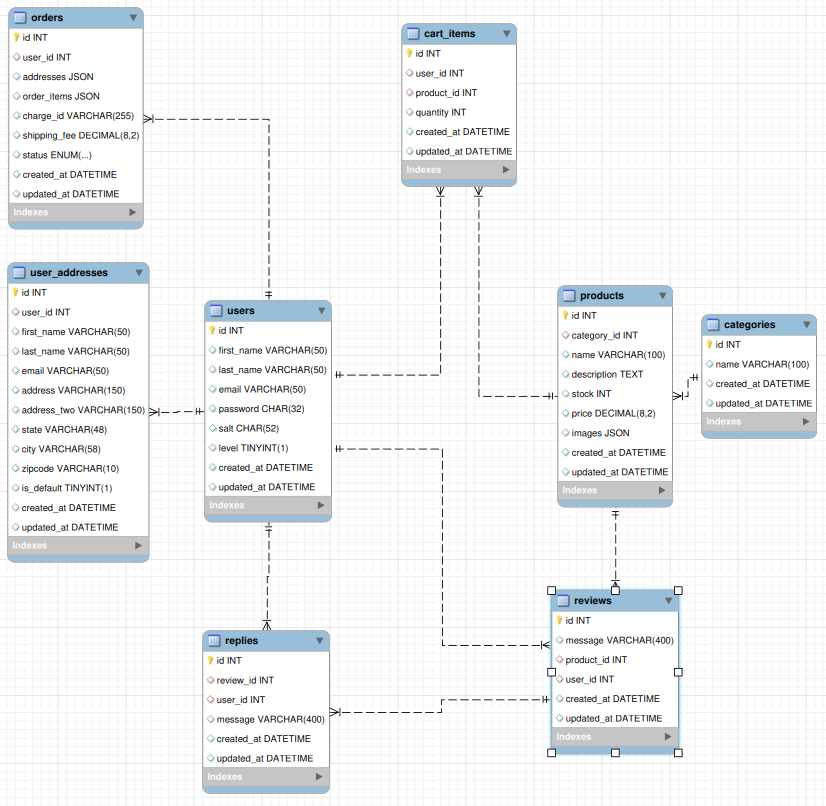 orders
id INT
user_id INT
addresses JSON
order_items JSON
charge_id VARCHAR(255)
shipping_fee DECIMAL(8,2)
status ENUM(...)
created_at DATETIME
updated_at DATETIME
Indexes
cart_items
id INT
user_id INT
product_id INT
quantity INT
created_at DATETIME
updated_at DATETIME
Indexes
user_addresses
id INT
user_id INT
first_name VARCHAR(50)
last_name VARCHAR(50)
email VARCHAR(50)
address VARCHAR(150)
address_two VARCHAR(150)
state VARCHAR(48)
city VARCHAR(58)
zipcode VARCHAR(10)
is_default TINYINT(1)
created_at DATETIME
updated_at DATETIME
Indexes
users
id INT
first_name VARCHAR(50)
last_name VARCHAR(50)
email VARCHAR(50)
password CHAR(32)
salt CHAR(52)
level TINYINT(1)
created_at DATETIME
updated_at DATETIME
Indexes
products
id INT
category_id INT
name VARCHAR(100)
description TEXT
stock INT
price DECIMAL(8,2)
images JSON
created_at DATETIME
updated_at DATETIME
Indexes
categories
id INT
name VARCHAR(100)
created_at DATETIME
updated_at DATETIME
Indexes
replies
id INT
review_id INT
user_id INT
message VARCHAR(400)
created_at DATETIME
updated_at DATETIME
Indexes
reviews
id INT
message VARCHAR(400)
product_id INT
user_id INT
created_at DATETIME
updated_at DATETIME
Indexes